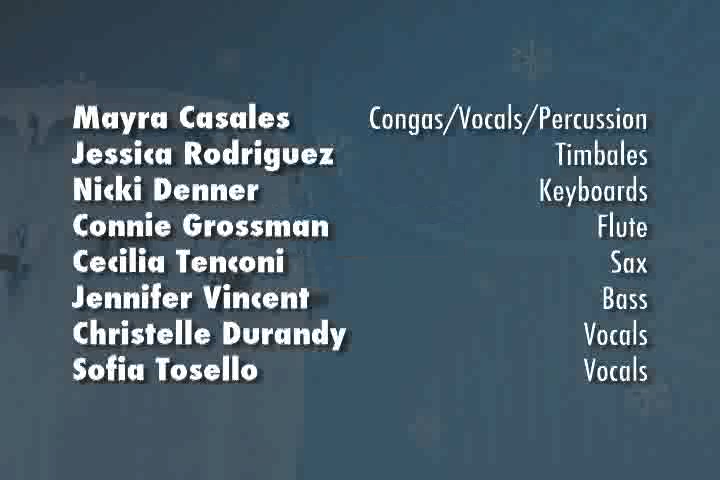 Mayra Casales Congas/Vocals/Percussion
Jessica Rodriguez Timbales
Nicki Denner Keyboards
Connie Grossman Flute
Cecilia Tenconi Sax
Jennifer Vincent Bass
Christelle Durandy Vocals
Sofia Tosello Vocals